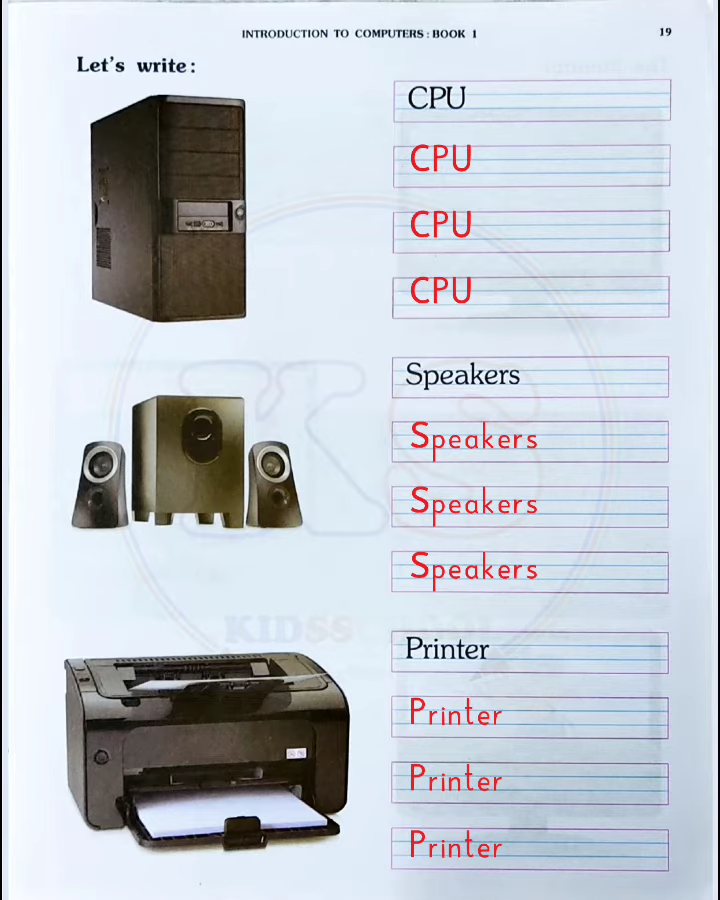 INTRODUCTION TO COMPUTERS : BOOK 1 19
Let's write :
CPU
CPU
CPU
CPU
Speakers
Speakers
Speakers
Speakers
Printer
Printer
Printer
Printer